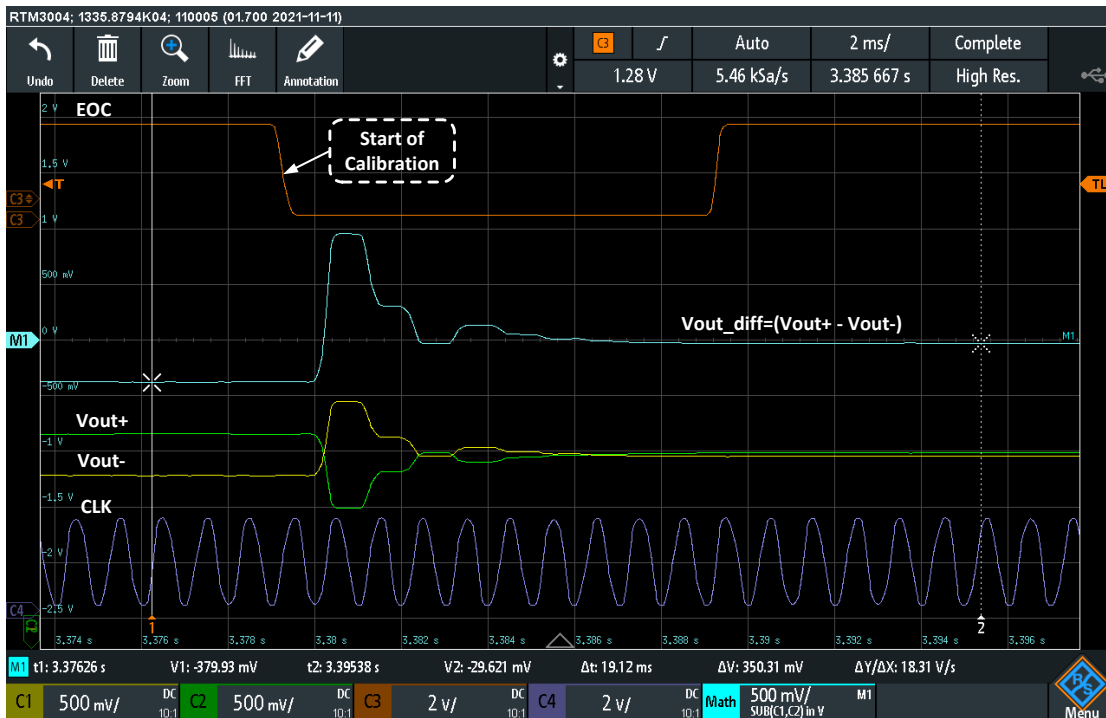 RTM3004; 1335.8794K04; 110005 (01.700 2021-11-11)
Undo Delete Zoom FFT Annotation
C3 Auto 2 ms/ Complete
1.28 V 5.46 kSa/s 3.385 667 s High Res.
2 V EOC
Start of
Calibration
1.5 V
T TL
C3
C3 1 V
500 mV
Vout_diff=(Vout+ - Vout-)
M1 0 V M1
-500 mV
Vout+
-1 V
Vout-
-1.5 V CLK
-2 V
C4 -2.5 V
1 2
3.374 s 3.376 s 3.378 s 3.38 s 3.382 s 3.384 s 3.386 s 3.388 s 3.39 s 3.392 s 3.394 s 3.396 s
M1 t1: 3.37626 s V1: -379.93 mV t2: 3.39538 s V2: -29.621 mV Δt: 19.12 ms ΔV: 350.31 mV ΔY/ΔX: 18.31 V/s
C1 500 mV/ DC 10:1 C2 500 mV/ DC 10:1 C3 2 V/ DC 10:1 C4 2 V/ DC 10:1 Math 500 mV/ M1
SUB(C1,C2) in V
R S
Menu